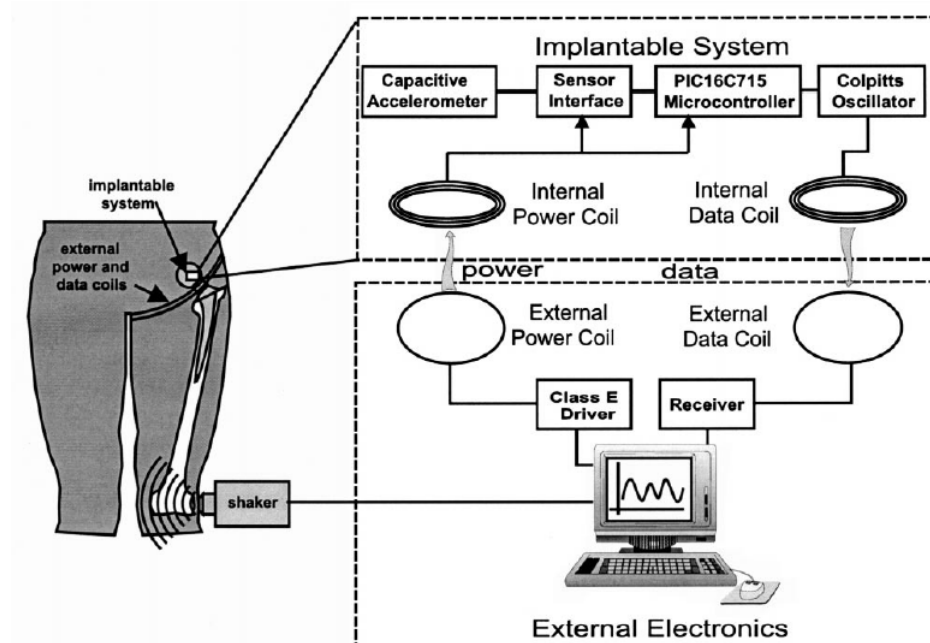 Implantable System
Capacitive
Accelerometer
Sensor
Interface
PIC16C715
Microcontroller
Colpitts
Oscillator
Internal
Power Coil
Internal
Data Coil
implantable
system
external
power and
data coils
power
data
External
Power Coil
External
Data Coil
Class E
Driver
Receiver
shaker
External Electronics